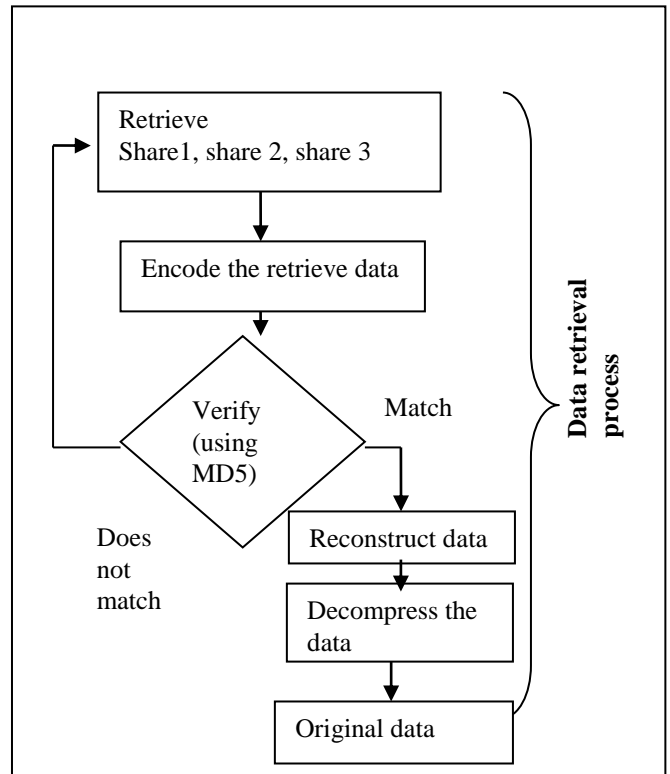 Retrieve
Share1, share 2, share 3
Encode the retrieve data
Verify
(using
MD5)
Match
Does
not
match
Reconstruct data
Decompress the
data
Original data
Data retrieval
process